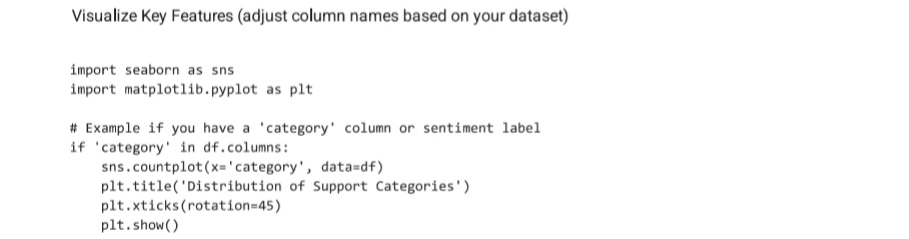 Visualize Key Features (adjust column names based on your dataset)
import seaborn as sns
import matplotlib.pyplot as plt
# Example if you have a 'category' column or sentiment label
if 'category' in df.columns:
    sns.countplot(x='category', data=df)
    plt.title('Distribution of Support Categories')
    plt.xticks(rotation=45)
    plt.show()